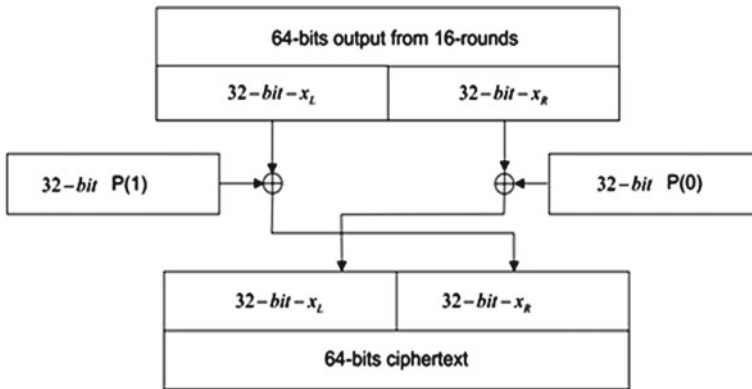 64-bits output from 16-rounds
32-bit-x_L 32-bit-x_R
32-bit P(1) 32-bit P(0)
32-bit-x_L 32-bit-x_R
64-bits ciphertext